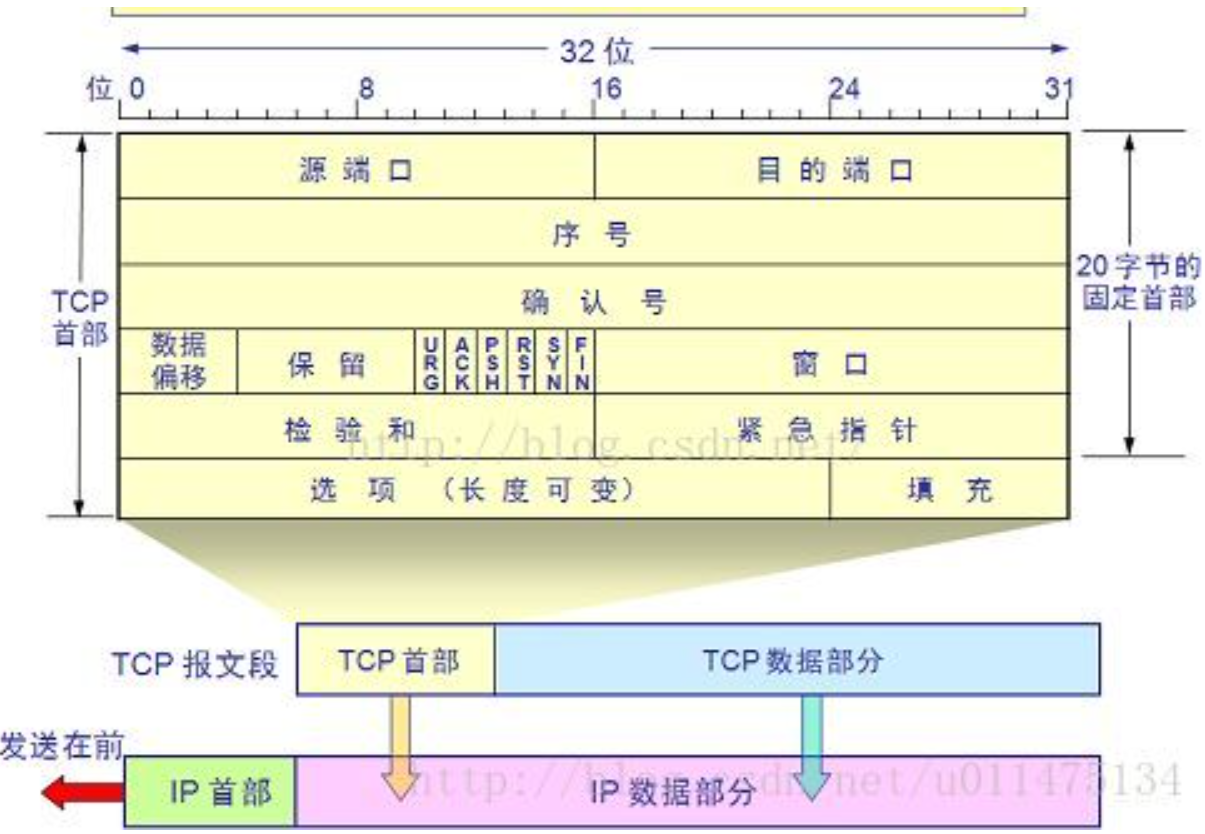 32 位
位 0 8 16 24 31
源 端 口 目 的 端 口
序 号
确 认 号
TCP
首部
20 字节的
固定首部
数据
偏移
保 留
URG
ACK
PSH
RST
SYN
FIN
窗 口
检 验 和 紧 急 指 针
http://blog.csdn.net/
选 项 (长 度 可 变) 填 充
TCP 报文段 TCP 首部 TCP 数据部分
发送在前
IP 首部 IP 数据部分
http://blog.csdn.net/u011475134